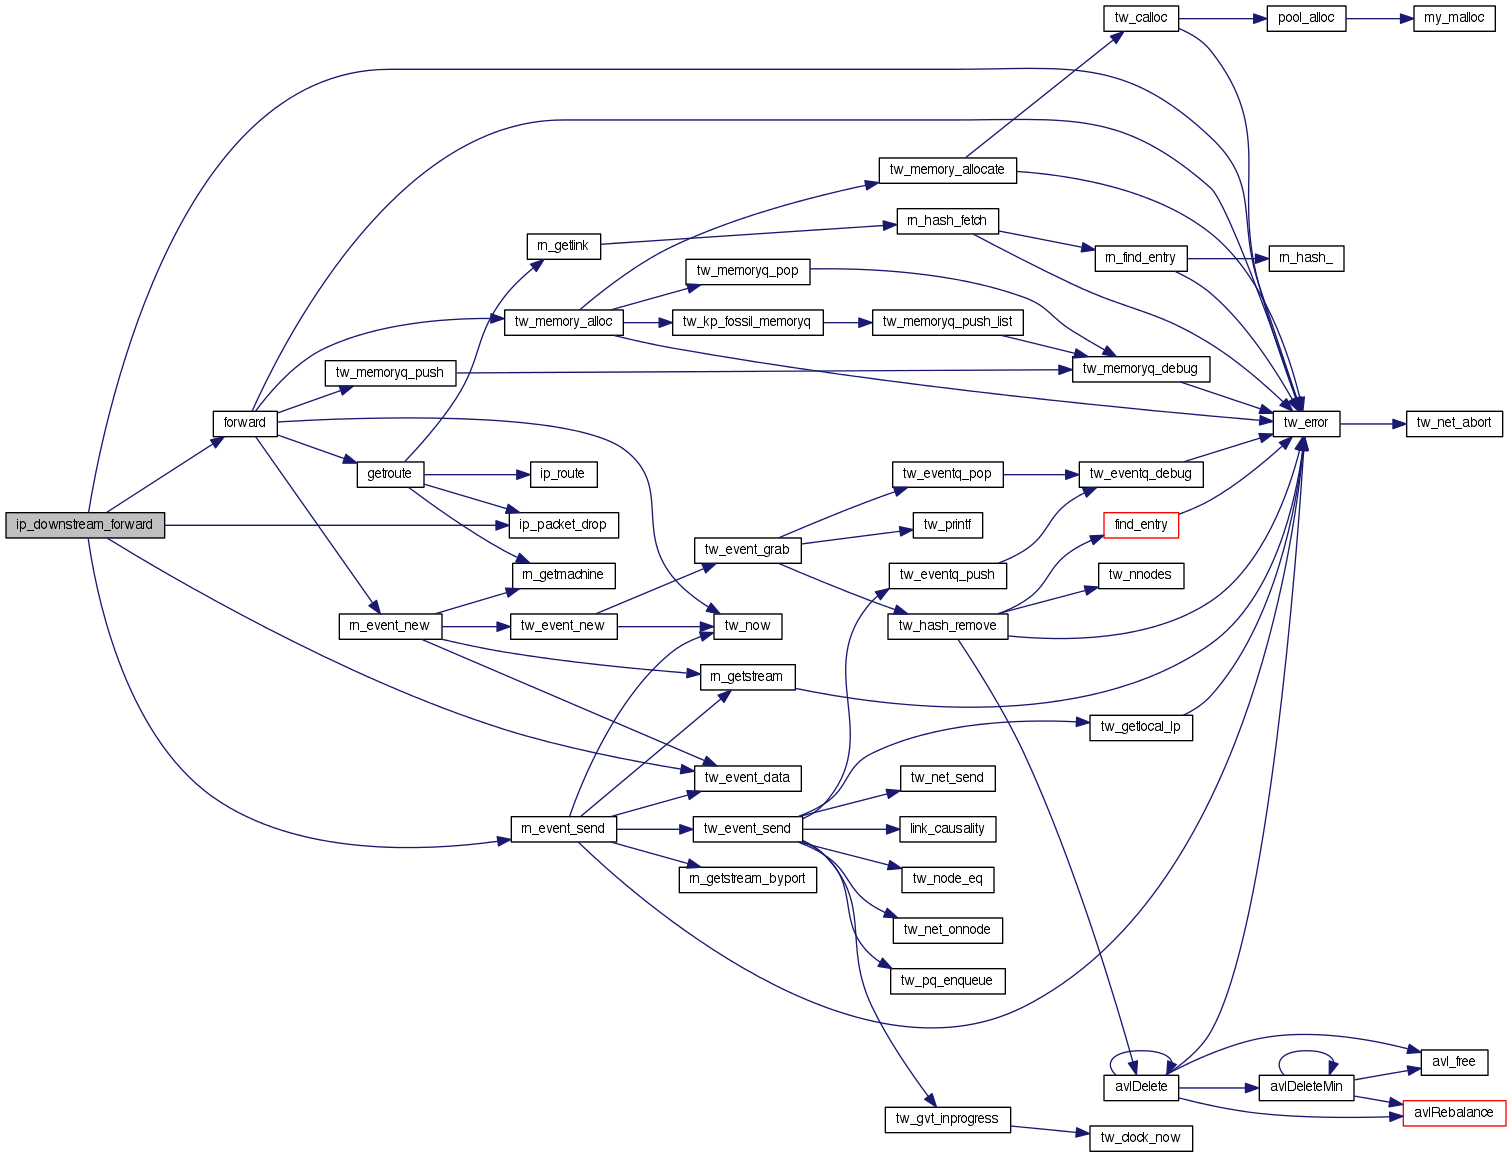 tw_calloc
pool_alloc
my_malloc
tw_memory_allocate
rn_hash_fetch
rn_getlink
rn_find_entry
rn_hash_
tw_memoryq_pop
tw_memory_alloc
tw_kp_fossil_memoryq
tw_memoryq_push_list
tw_memoryq_push
tw_memoryq_debug
forward
tw_error
tw_net_abort
getroute
ip_route
tw_eventq_pop
tw_eventq_debug
ip_downstream_forward
ip_packet_drop
tw_printf
find_entry
tw_event_grab
rn_getmachine
tw_eventq_push
tw_nnodes
rn_event_new
tw_event_new
tw_now
tw_hash_remove
rn_getstream
tw_getlocal_lp
tw_event_data
tw_net_send
rn_event_send
tw_event_send
link_causality
rn_getstream_byport
tw_node_eq
tw_net_onnode
tw_pq_enqueue
avl_free
avlDelete
avlDeleteMin
avlRebalance
tw_gvt_inprogress
tw_clock_now